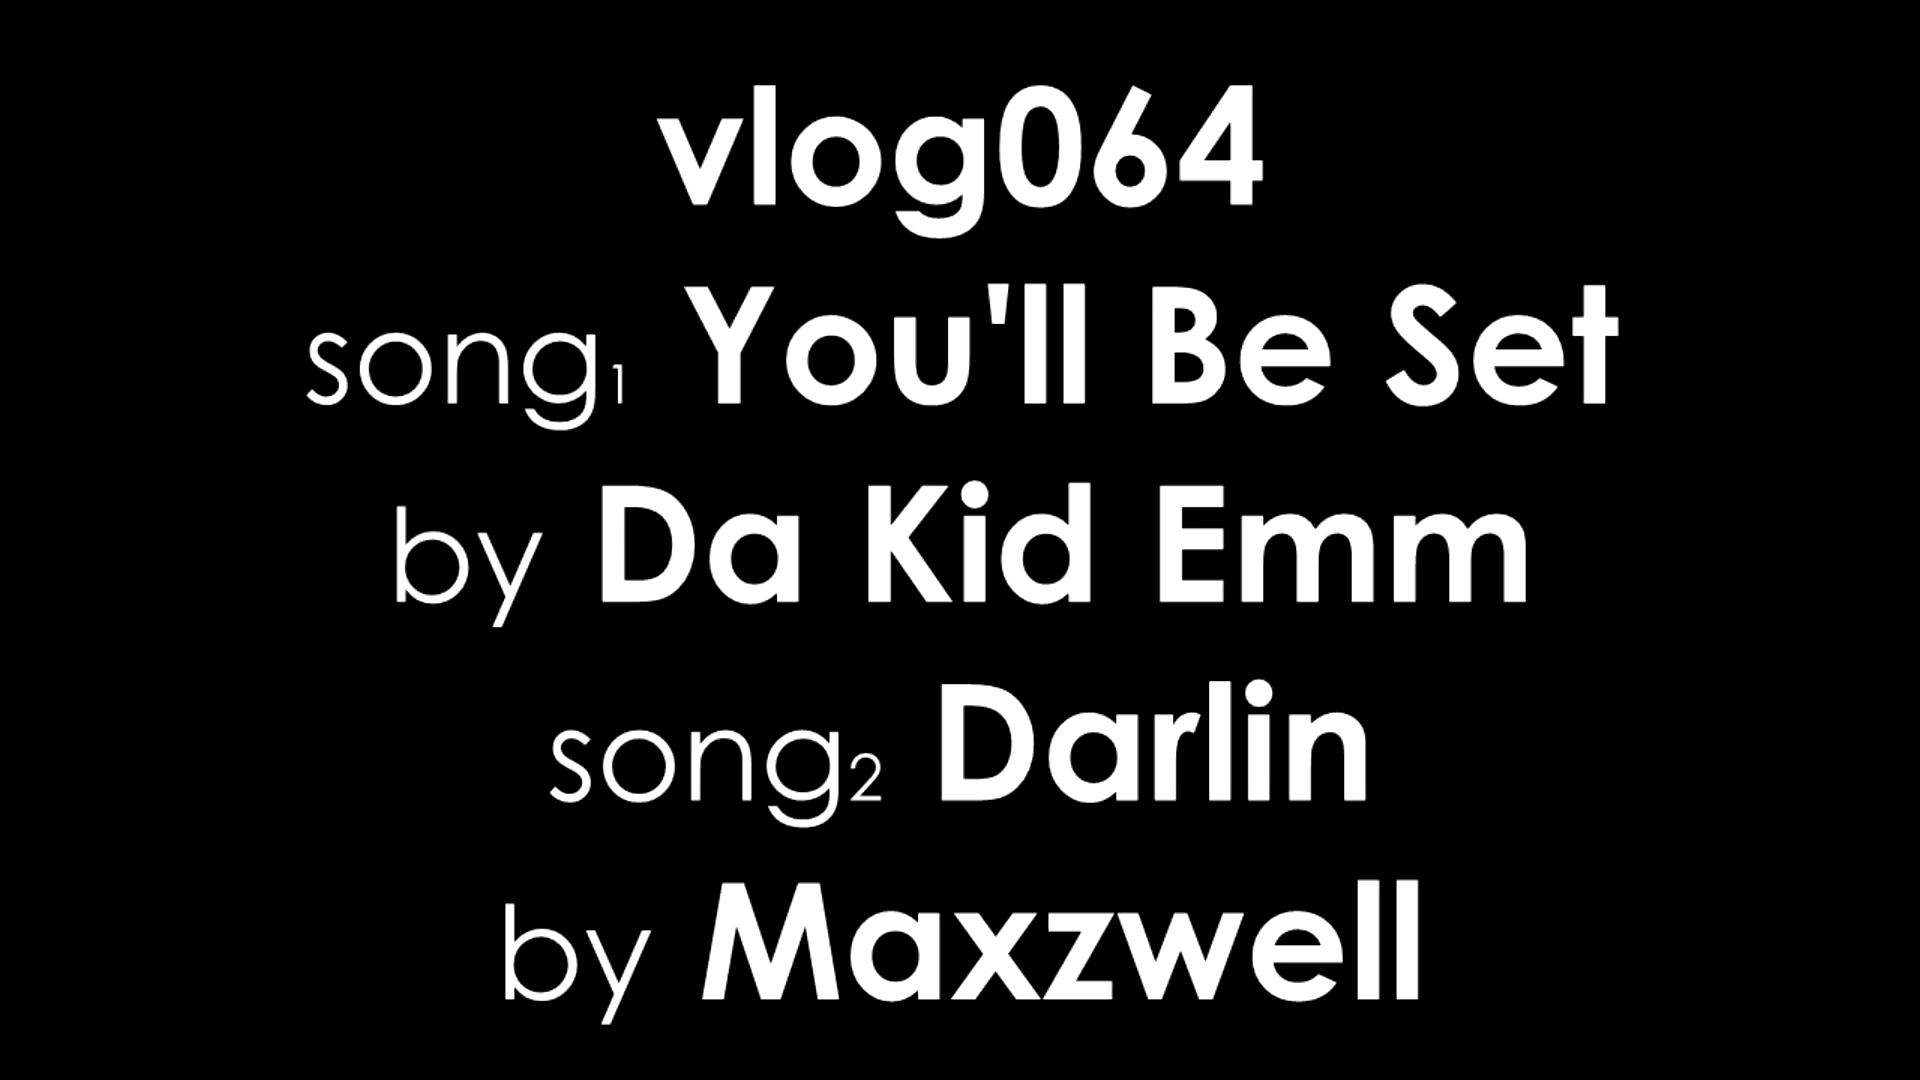 vlog064
song1 You'll Be Set
by Da Kid Emm
song2 Darlin
by Maxzwell